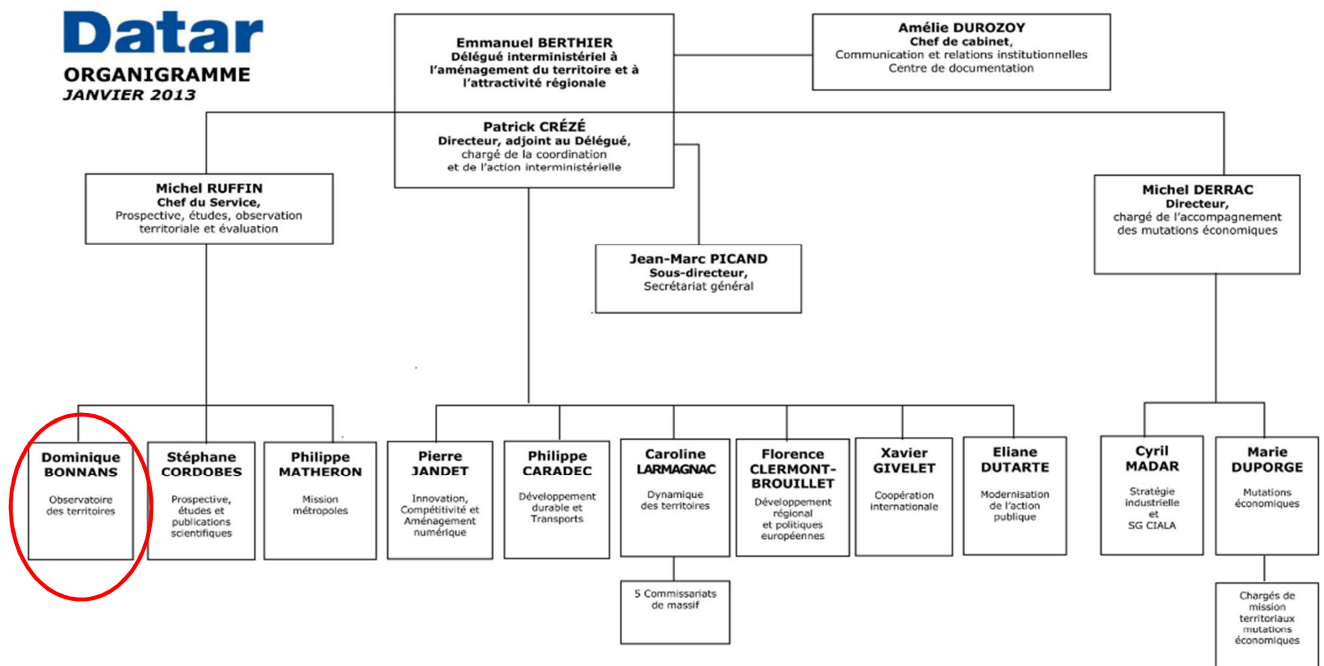 Datar
ORGANIGRAMME
JANVIER 2013
Emmanuel BERTHIER
Délégué interministériel à
l'aménagement du territoire et à
l'attractivité régionale
Amélie DUROZOY
Chef de cabinet,
Communication et relations institutionnelles
Centre de documentation
Patrick CRÉZÉ
Directeur, adjoint au Délégué,
chargé de la coordination
et de l'action interministérielle
Michel RUFFIN
Chef du Service,
Prospective, études, observation
territoriale et évaluation
Michel DERRAC
Directeur,
chargé de l'accompagnement
des mutations économiques
Jean-Marc PICAND
Sous-directeur,
Secrétariat général
Dominique
BONNANS
Observatoire
des territoires
Stéphane
CORDOBES
Prospective,
études et
publications
scientifiques
Philippe
MATHERON
Mission
métropoles
Pierre
JANDET
Innovation,
Compétitivité et
Aménagement
numérique
Philippe
CARADEC
Développement
durable et
Transports
Caroline
LARMAGNAC
Dynamique
des territoires
Florence
CLERMONT-
BROUILLET
Développement
régional
et politiques
européennes
Xavier
GIVELET
Coopération
internationale
Eliane
DUTARTE
Modernisation
de l'action
publique
Cyril
MADAR
Stratégie
industrielle
et
SG CIALA
Marie
DUPORGE
Mutations
économiques
5 Commissariats
de massif
Chargés de
mission
territoriaux
mutations
économiques